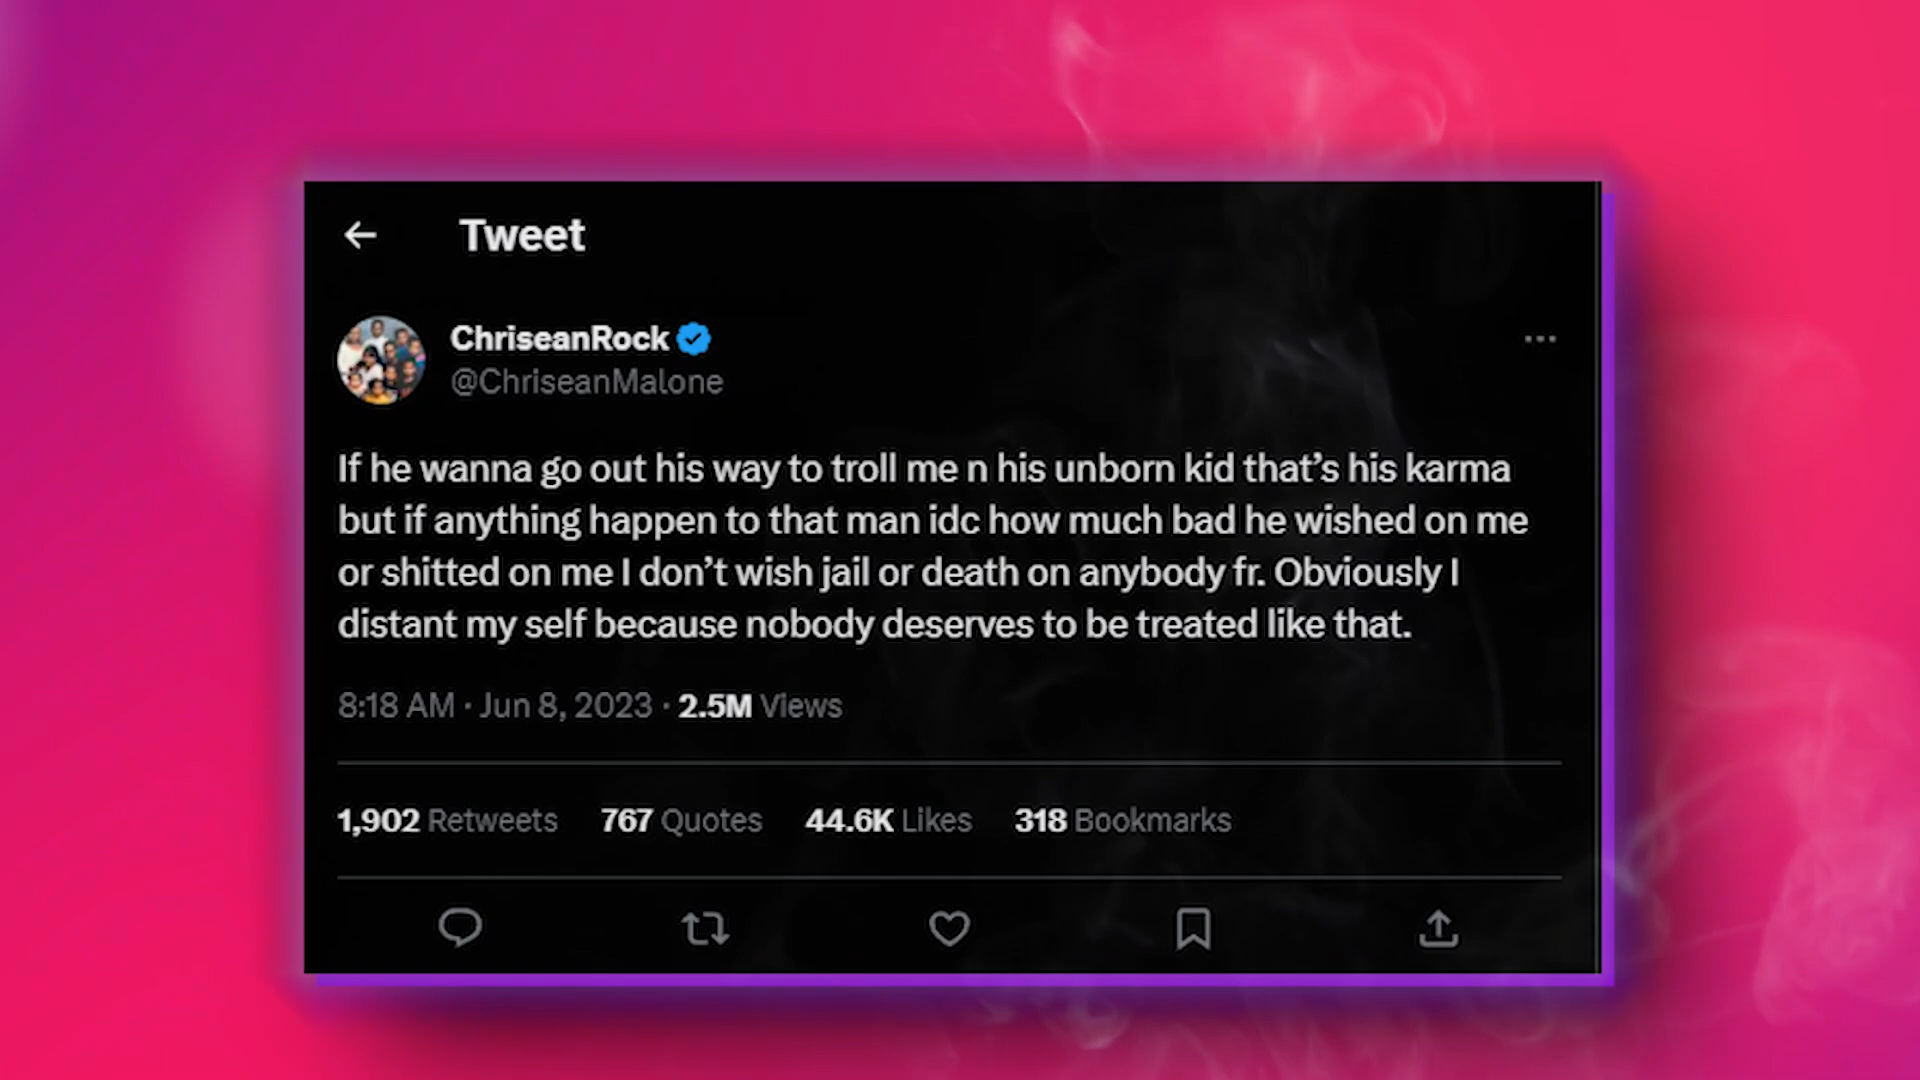 Tweet
ChriseanRock
@ChriseanMalone
If he wanna go out his way to troll me n his unborn kid that's his karma
but if anything happen to that man idc how much bad he wished on me
or shitted on me I don't wish jail or death on anybody fr. Obviously I
distant my self because nobody deserves to be treated like that.
8:18 AM · Jun 8, 2023 · 2.5M Views
1,902 Retweets 767 Quotes 44.6K Likes 318 Bookmarks